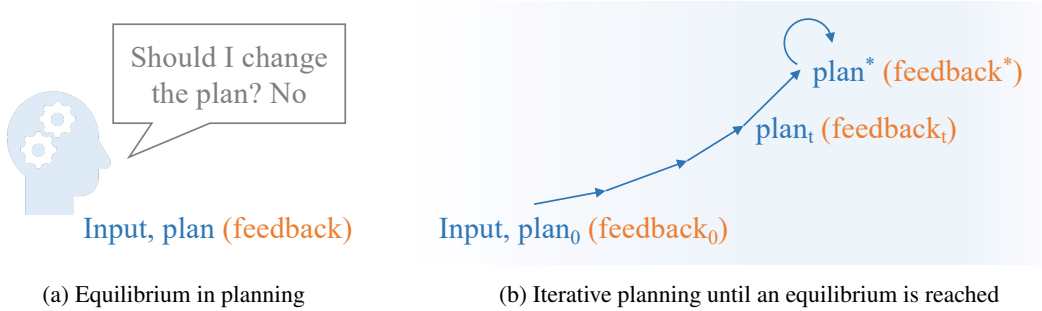 Should I change
the plan? No
Input, plan (feedback)
(a) Equilibrium in planning
plan* (feedback*)
planₜ (feedbackₜ)
Input, plan₀ (feedback₀)
(b) Iterative planning until an equilibrium is reached